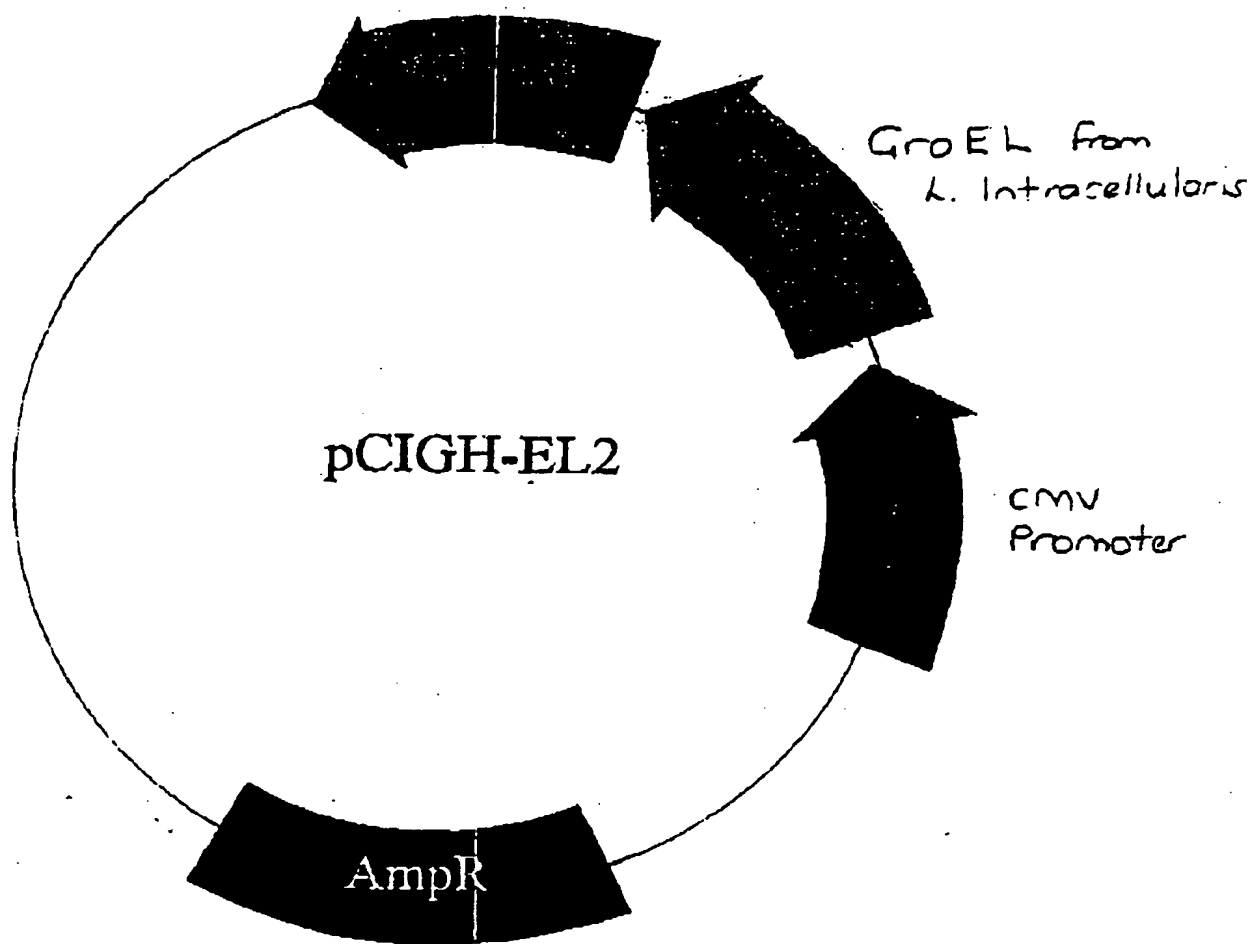 GroEL from
L. Intracellularis
pCIGH-EL2
CMV
Promoter
AmpR